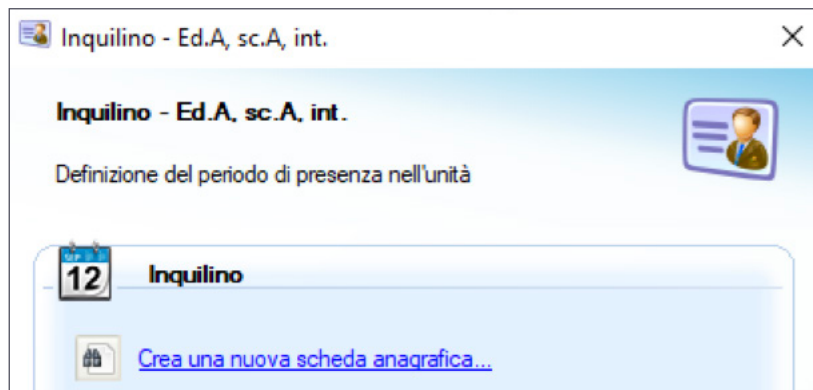 Inquilino - Ed.A, sc.A, int.
Inquilino - Ed.A, sc.A, int.
Definizione del periodo di presenza nell'unità
12
Inquilino
Crea una nuova scheda anagrafica...